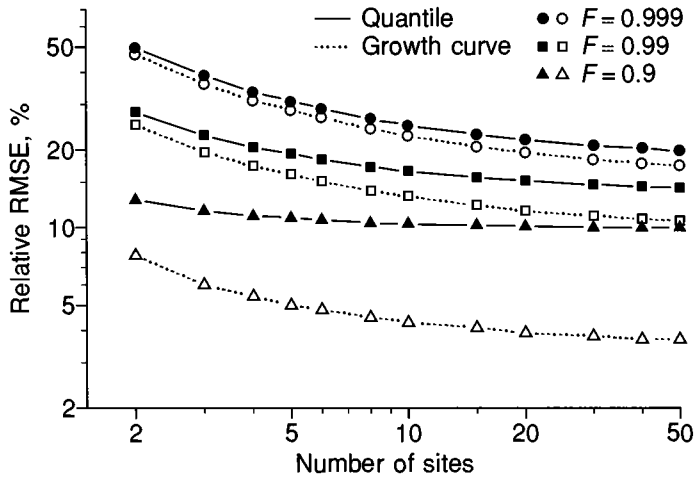 Quantile
Growth curve
F = 0.999
F = 0.99
F = 0.9
Relative RMSE, %
50
20
10
5
2
2 5 10 20 50
Number of sites